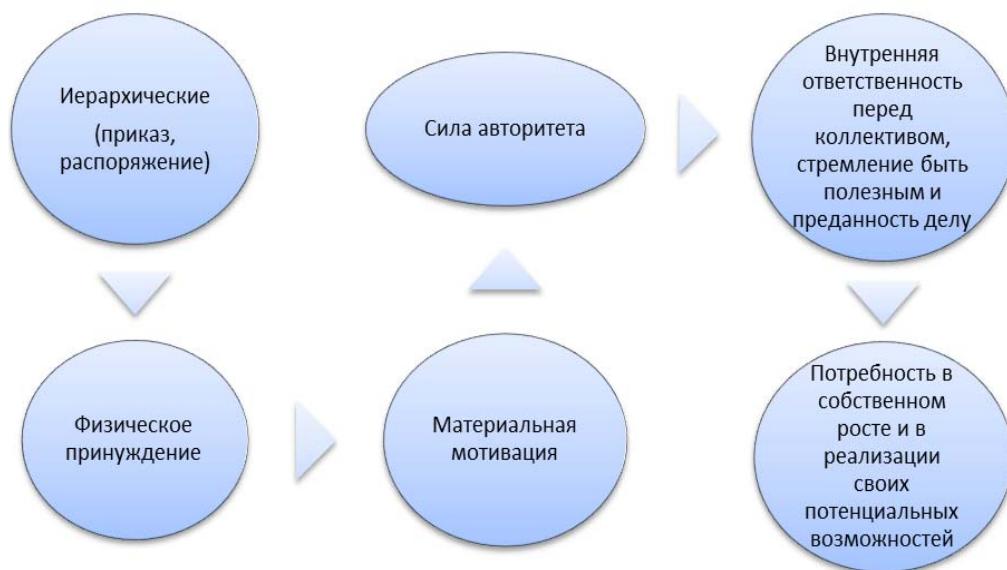 Иерархические
(приказ,
распоряжение)
Физическое
принуждение
Материальная
мотивация
Сила авторитета
Внутренняя
ответственность
перед
коллективом,
стремление быть
полезным и
преданность делу
Потребность в
собственном
росте и в
реализации
своих
потенциальных
возможностей